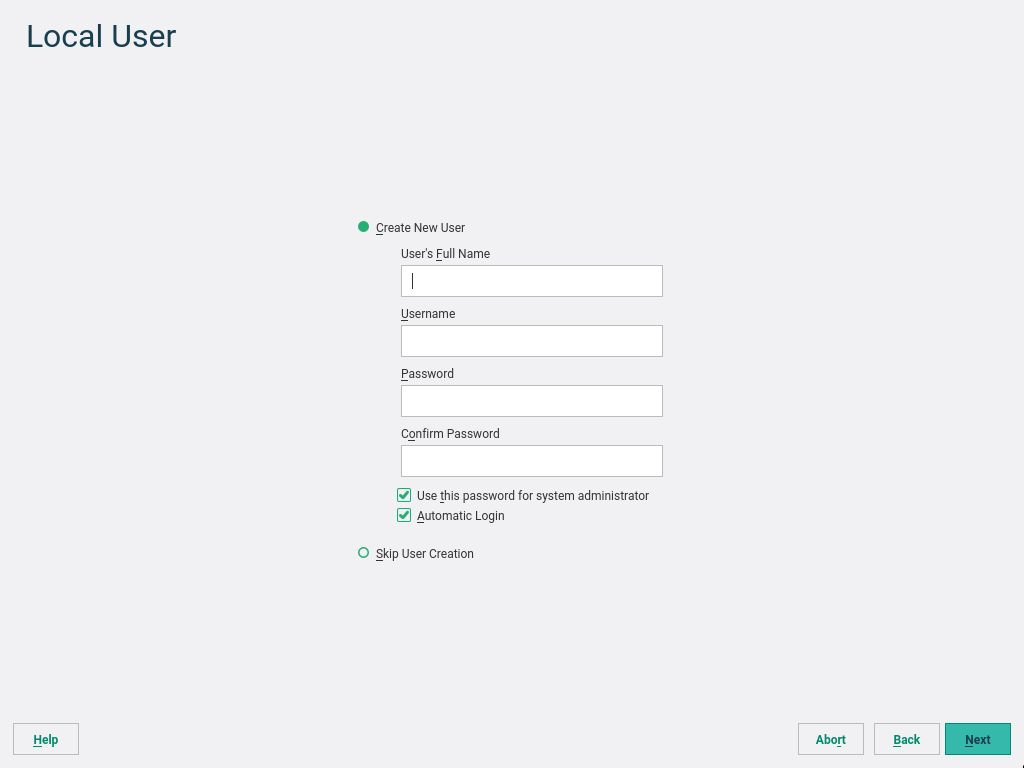 Local User
Create New User
User's Full Name
Username
Password
Confirm Password
Use this password for system administrator
Automatic Login
Skip User Creation
Help Abort Back Next